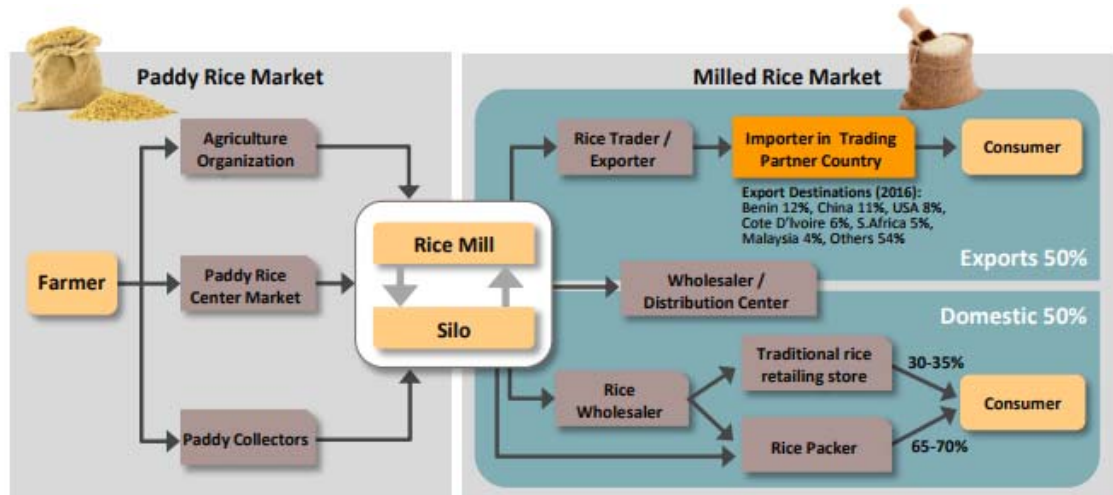 Paddy Rice Market
Agriculture
Organization
Farmer
Paddy Rice
Center Market
Paddy Collectors
Rice Mill
Silo
Milled Rice Market
Rice Trader /
Exporter
Importer in Trading
Partner Country
Consumer
Export Destinations (2016):
Benin 12%, China 11%, USA 8%,
Cote D'Ivoire 6%, S.Africa 5%,
Malaysia 4%, Others 54%
Exports 50%
Wholesaler /
Distribution Center
Domestic 50%
Rice
Wholesaler
Traditional rice
retailing store
30-35%
Rice Packer
65-70%
Consumer